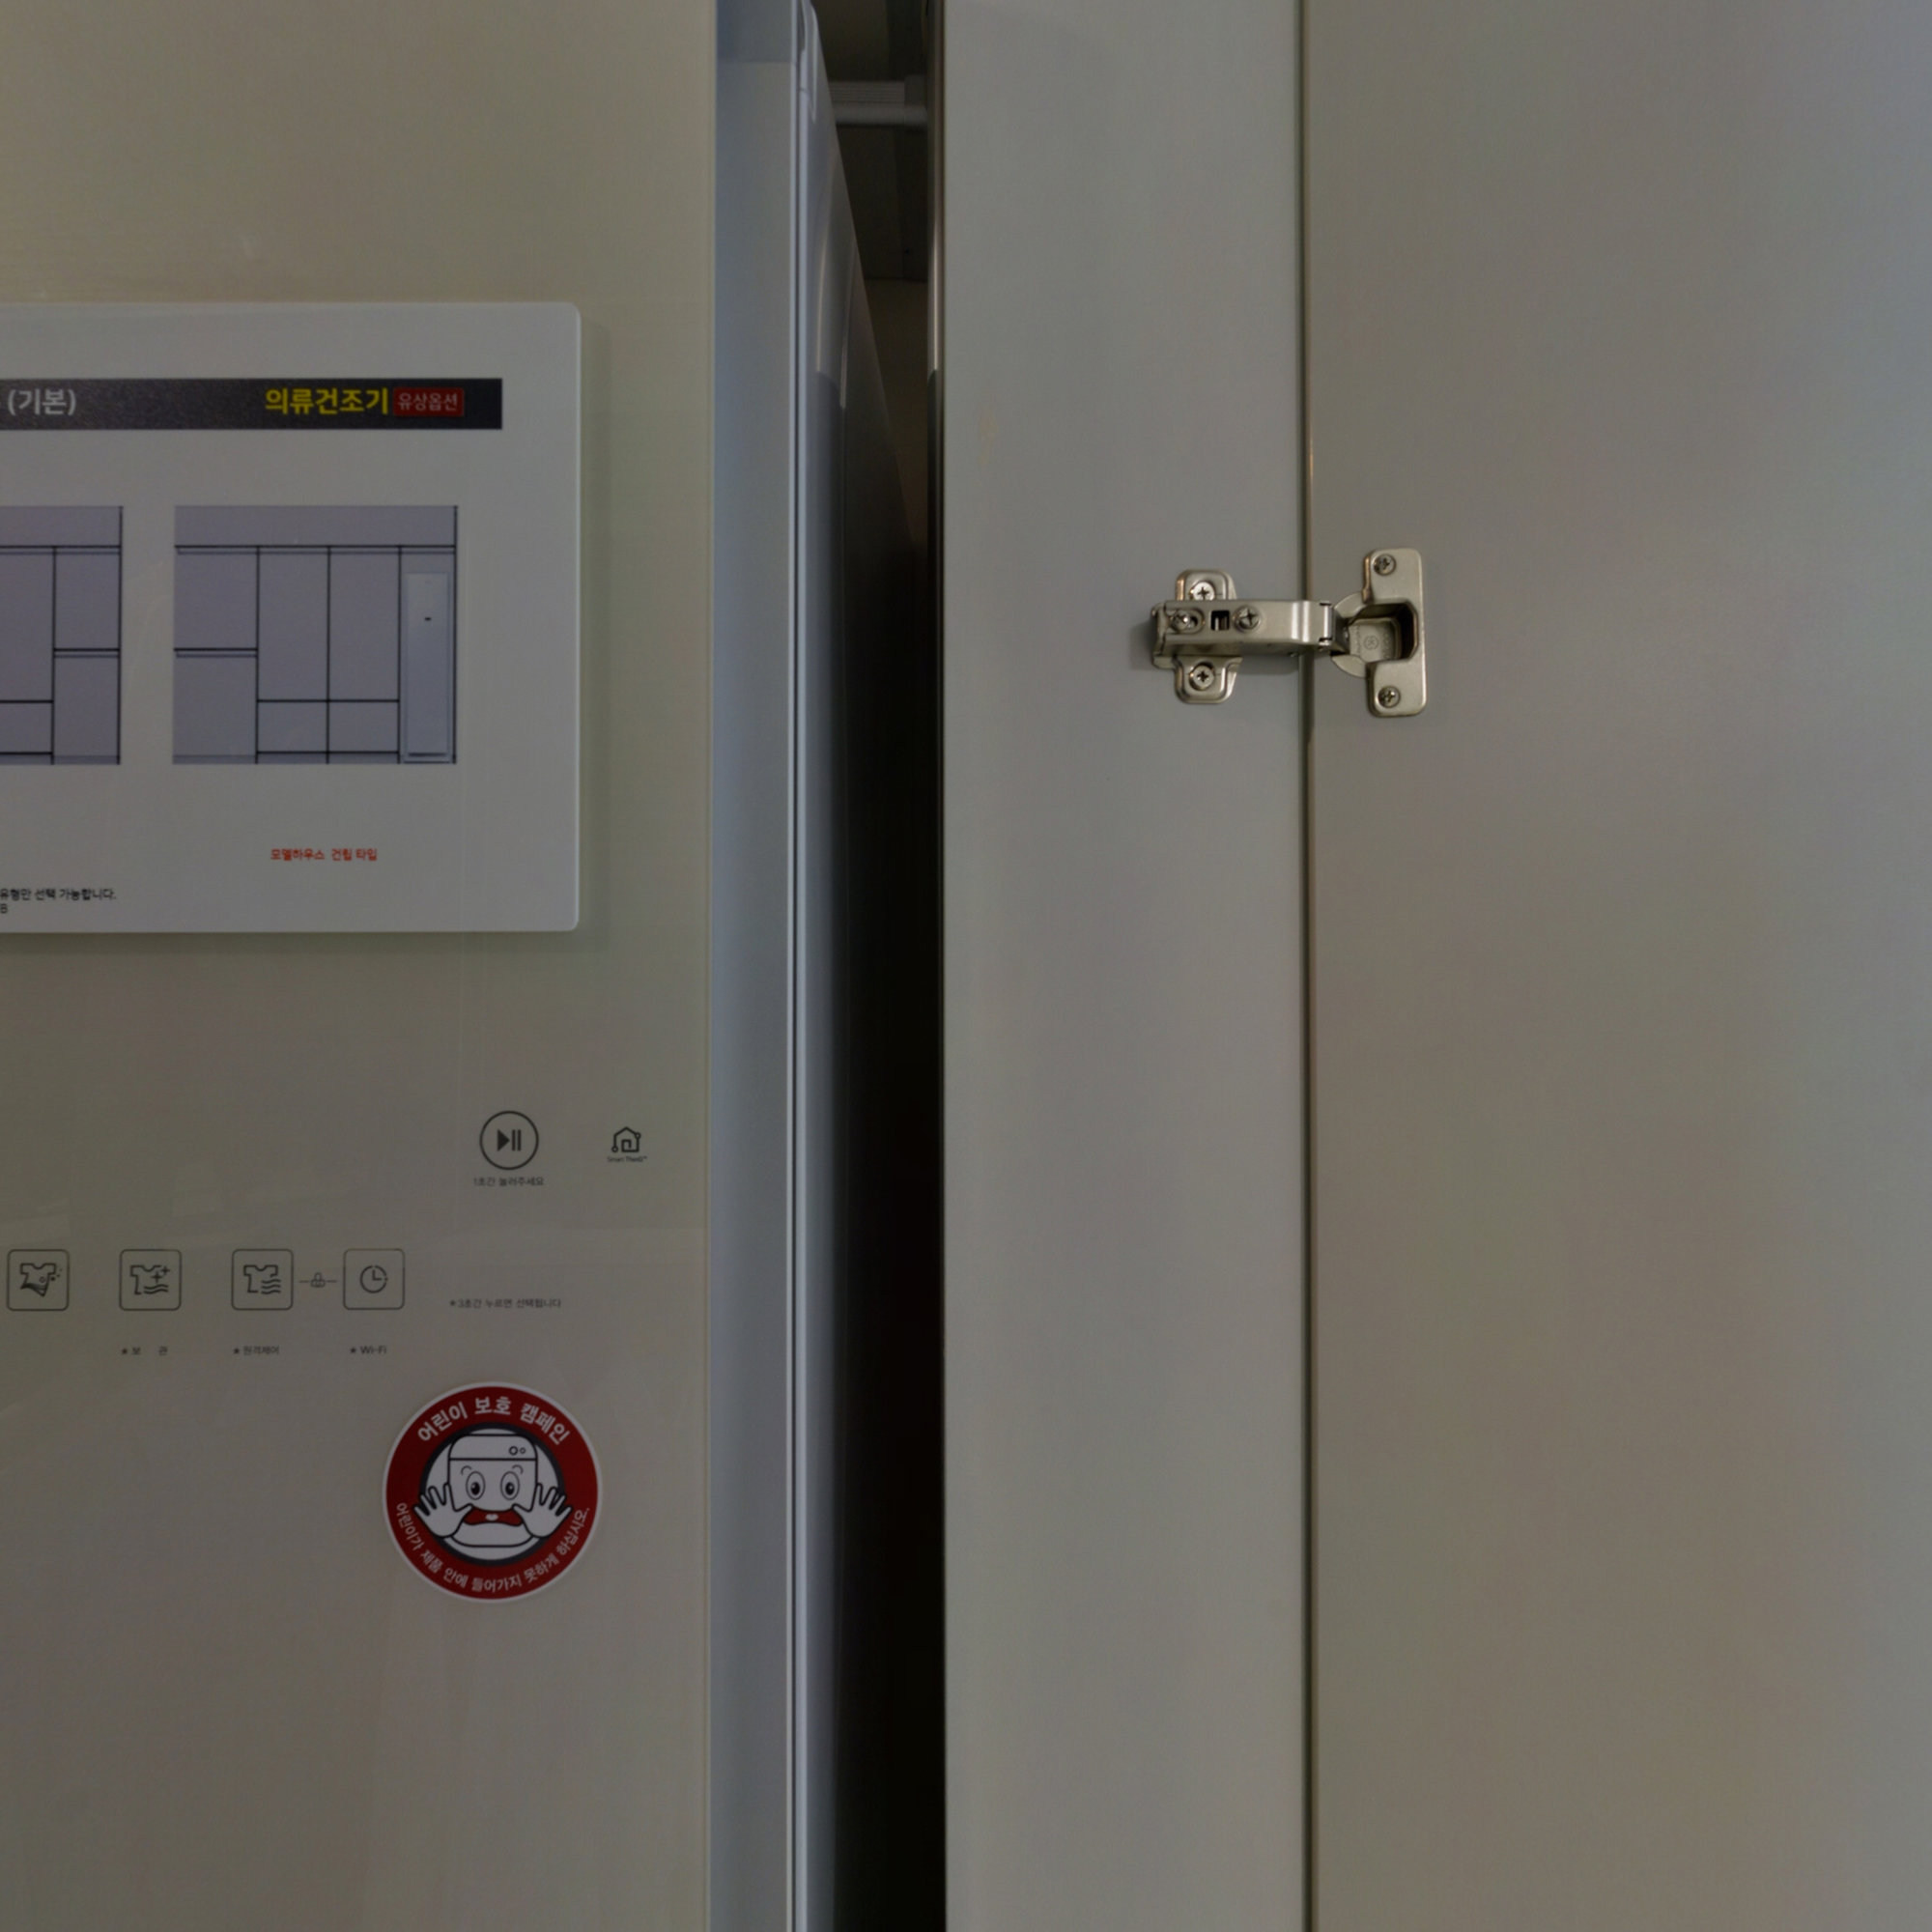 (기본)
의류건조기 유상옵션
모델하우스 건립 타입
유형만 선택 가능합니다.
1초간 눌러주세요
Smart ThinQ™
*3초간 누르면 선택됩니다
*보 관
*원격제어
*Wi-Fi
어린이 보호 캠페인
어린이가 제품 안에 들어가지 못하게 하십시오.